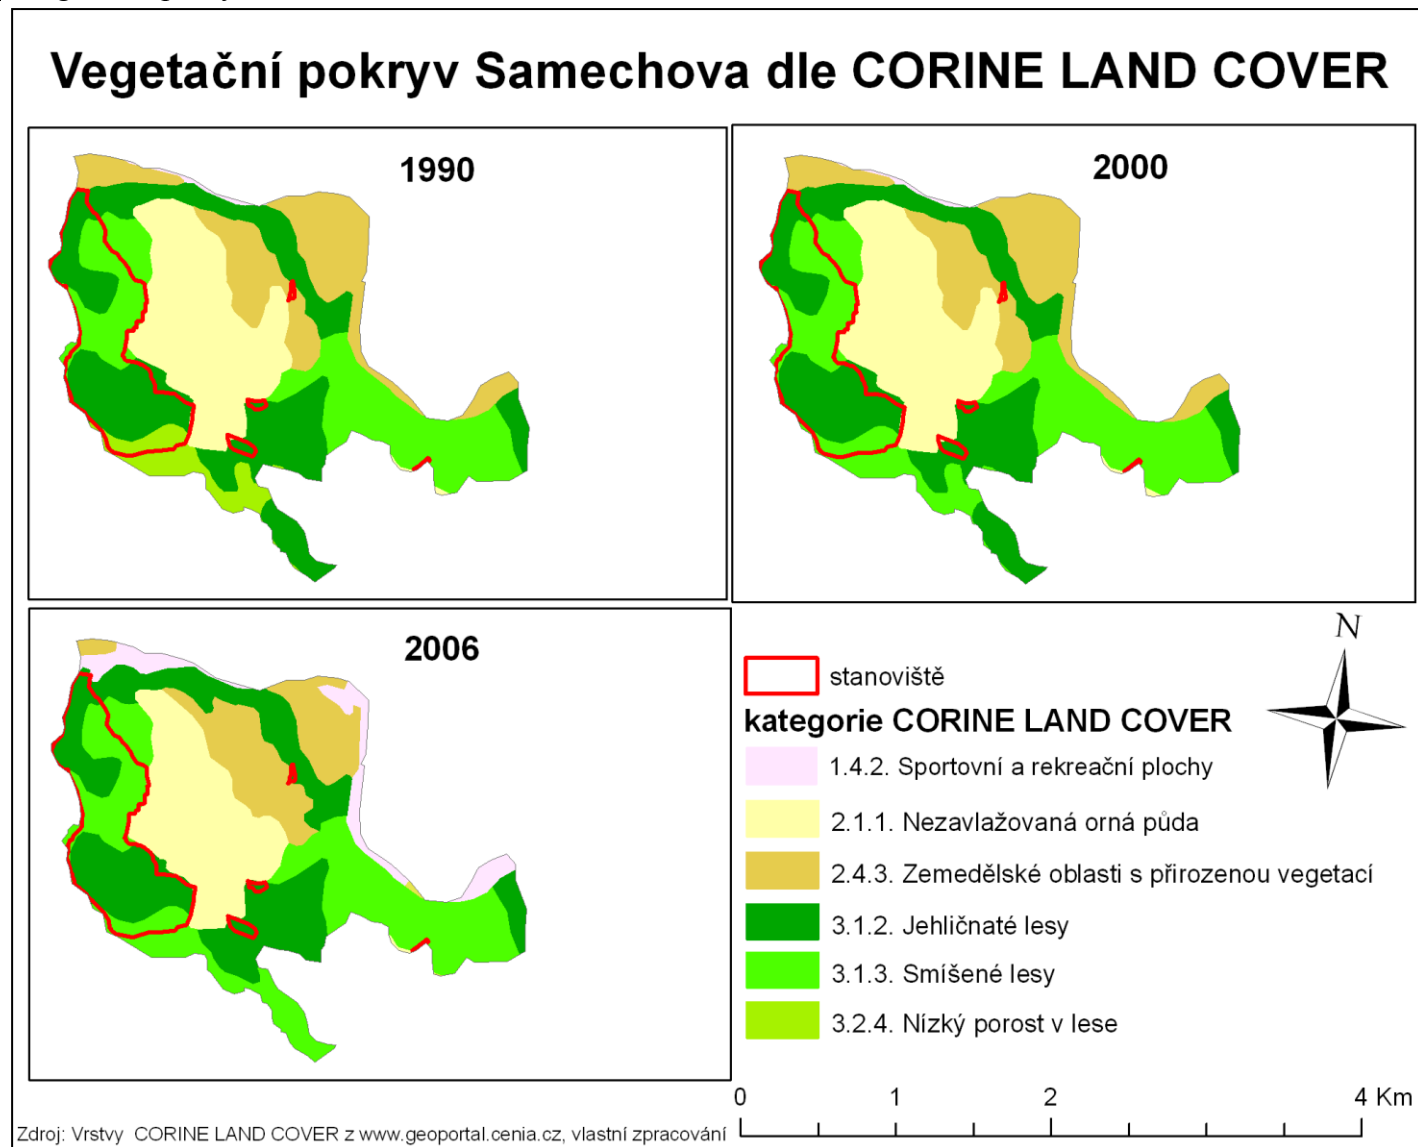 Vegetační pokryv Samechova dle CORINE LAND COVER
1990
2000
2006
N
stanoviště
kategorie CORINE LAND COVER
1.4.2. Sportovní a rekreační plochy
2.1.1. Nezavlažovaná orná půda
2.4.3. Zemedělské oblasti s přirozenou vegetací
3.1.2. Jehličnaté lesy
3.1.3. Smíšené lesy
3.2.4. Nízký porost v lese
0 1 2 4 Km
Zdroj: Vrstvy CORINE LAND COVER z www.geoportal.cenia.cz, vlastní zpracování